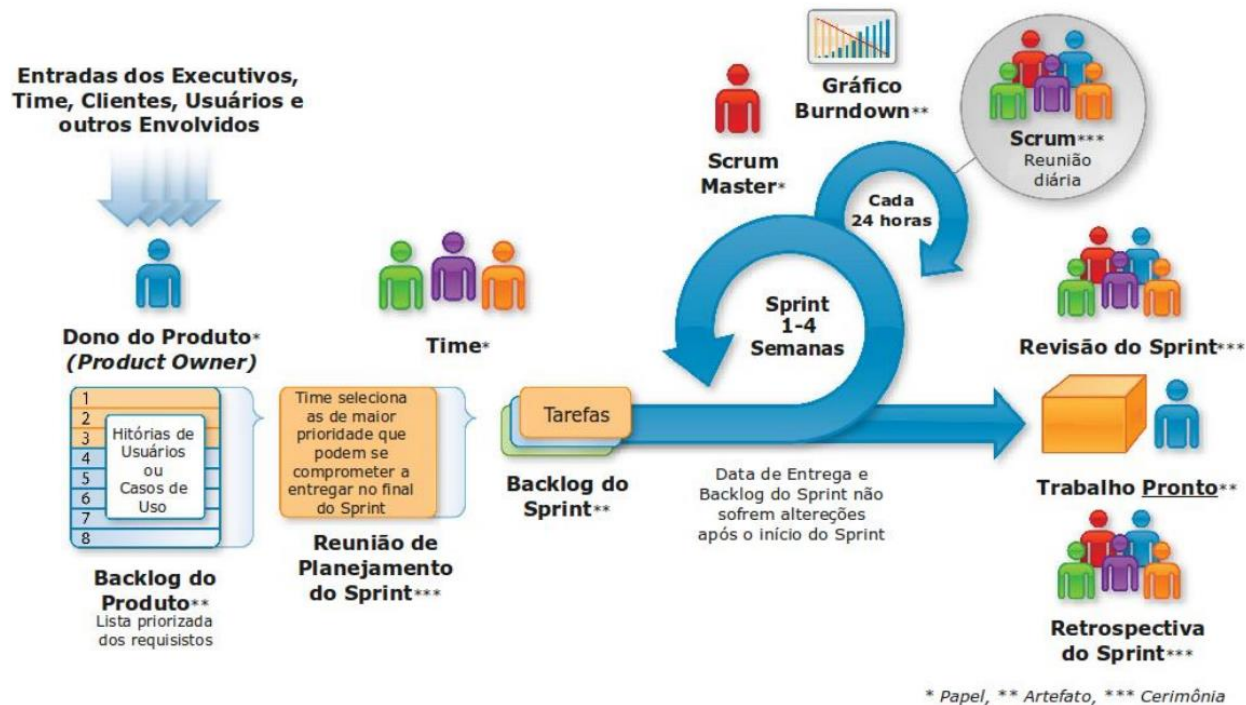 Entradas dos Executivos,
Time, Clientes, Usuários e
outros Envolvidos
Dono do Produto*
(Product Owner)
Time*
Scrum
Master*
Gráfico
Burndown**
Scrum***
Reunião
diária
Cada
24 horas
Sprint
1-4
Semanas
Revisão do Sprint***
1
2
3
4
5
6
7
8
Hitórias de
Usuários
ou
Casos de
Uso
Backlog do
Produto**
Lista priorizada
dos requisistos
Time seleciona
as de maior
prioridade que
podem se
comprometer a
entregar no final
do Sprint
Reunião de
Planejamento
do Sprint***
Tarefas
Backlog do
Sprint**
Data de Entrega e
Backlog do Sprint não
sofrem altereções
após o início do Sprint
Trabalho Pronto**
Retrospectiva
do Sprint***
* Papel, ** Artefato, *** Cerimônia